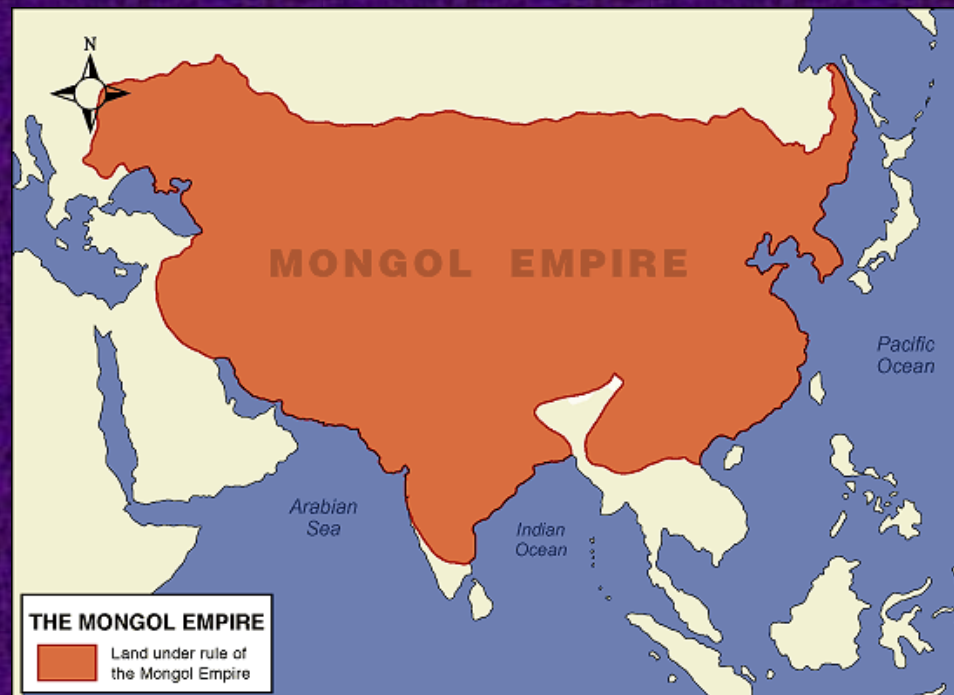 N
MONGOL EMPIRE
Pacific
Ocean
Arabian
Sea
Indian
Ocean
THE MONGOL EMPIRE
Land under rule of
the Mongol Empire